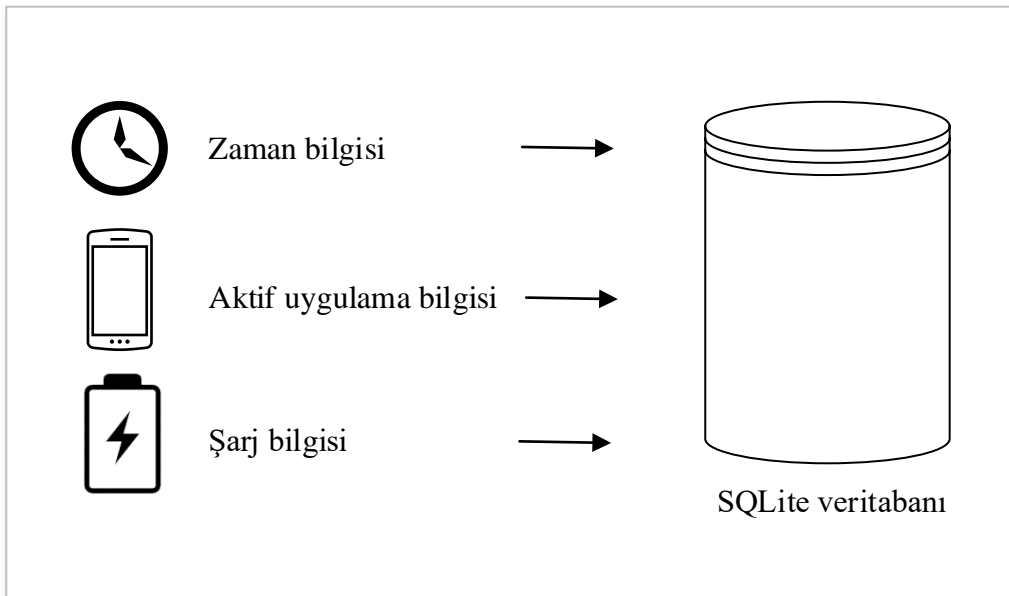 Zaman bilgisi
Aktif uygulama bilgisi
Şarj bilgisi
SQLite veritabanı